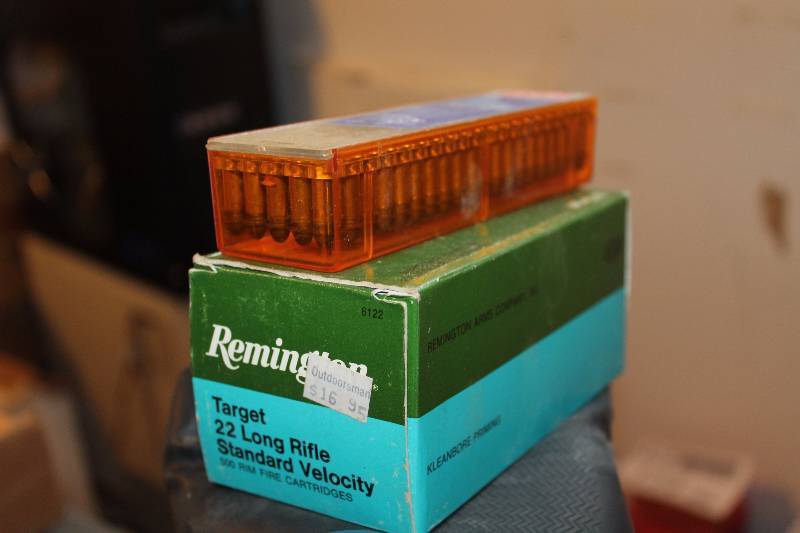 6122
Remington
Outdoorsman
$16.95
Target
22 Long Rifle
Standard Velocity
500 RIM FIRE CARTRIDGES
REMINGTON ARMS COMPANY, INC.
KLEANBORE PRIMING